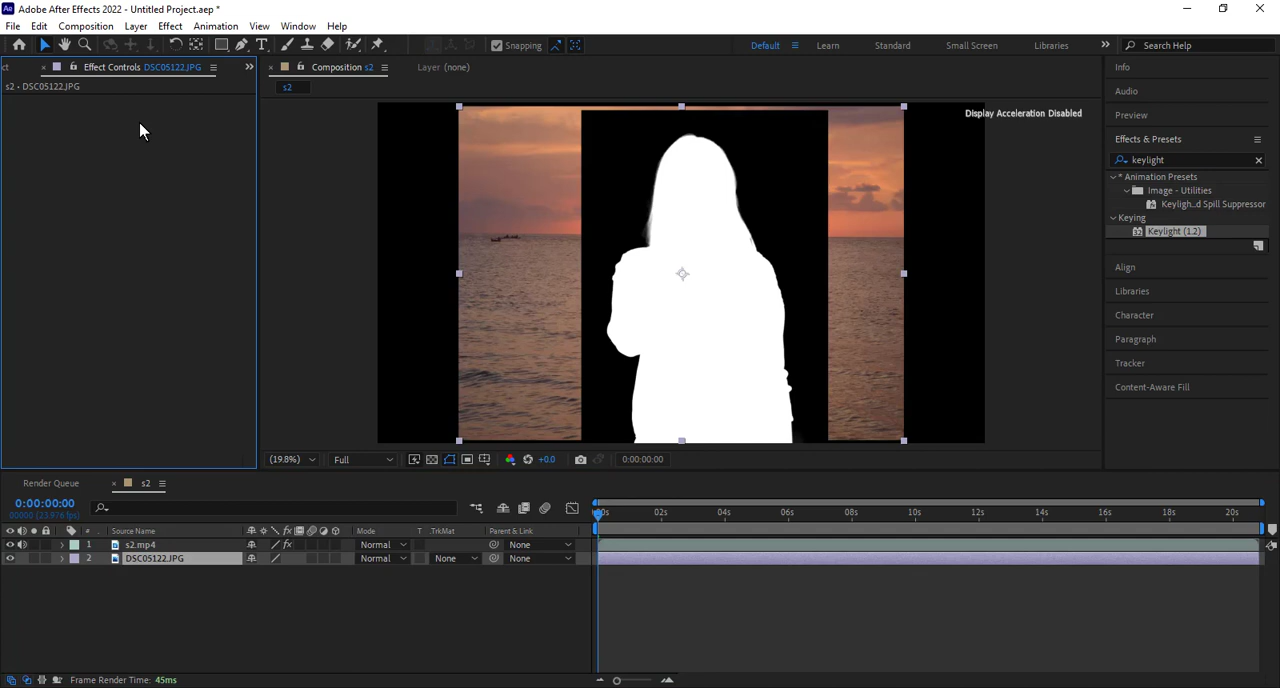 Adobe After Effects 2022 - Untitled Project.aep *
File Edit Composition Layer Effect Animation View Window Help
Snapping Default Learn Standard Small Screen Libraries Search Help
ct Effect Controls DSC05122.JPG
s2 • DSC05122.JPG
Composition s2
Layer (none)
s2
Display Acceleration Disabled
(19.8%) Full +0.0 0:00:00:00
Info
Audio
Preview
Effects & Presets
keylight
* Animation Presets
Image - Utilities
Keyligh...d Spill Suppressor
Keying
Keylight (1.2)
Align
Libraries
Character
Paragraph
Tracker
Content-Aware Fill
Render Queue
s2
0:00:00:00
00000 (23.976 fps)
# Source Name fx Mode T .TrkMat Parent & Link
1 s2.mp4 fx Normal None
2 DSC05122.JPG Normal None None
:00s 02s 04s 06s 08s 10s 12s 14s 16s 18s 20s
Frame Render Time: 45ms